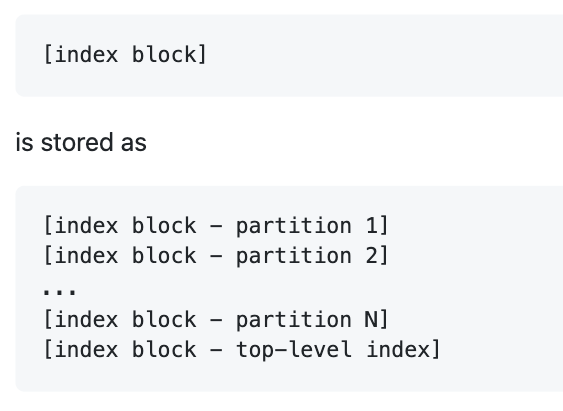 [index block]
is stored as
[index block - partition 1]
[index block - partition 2]
...
[index block - partition N]
[index block - top-level index]